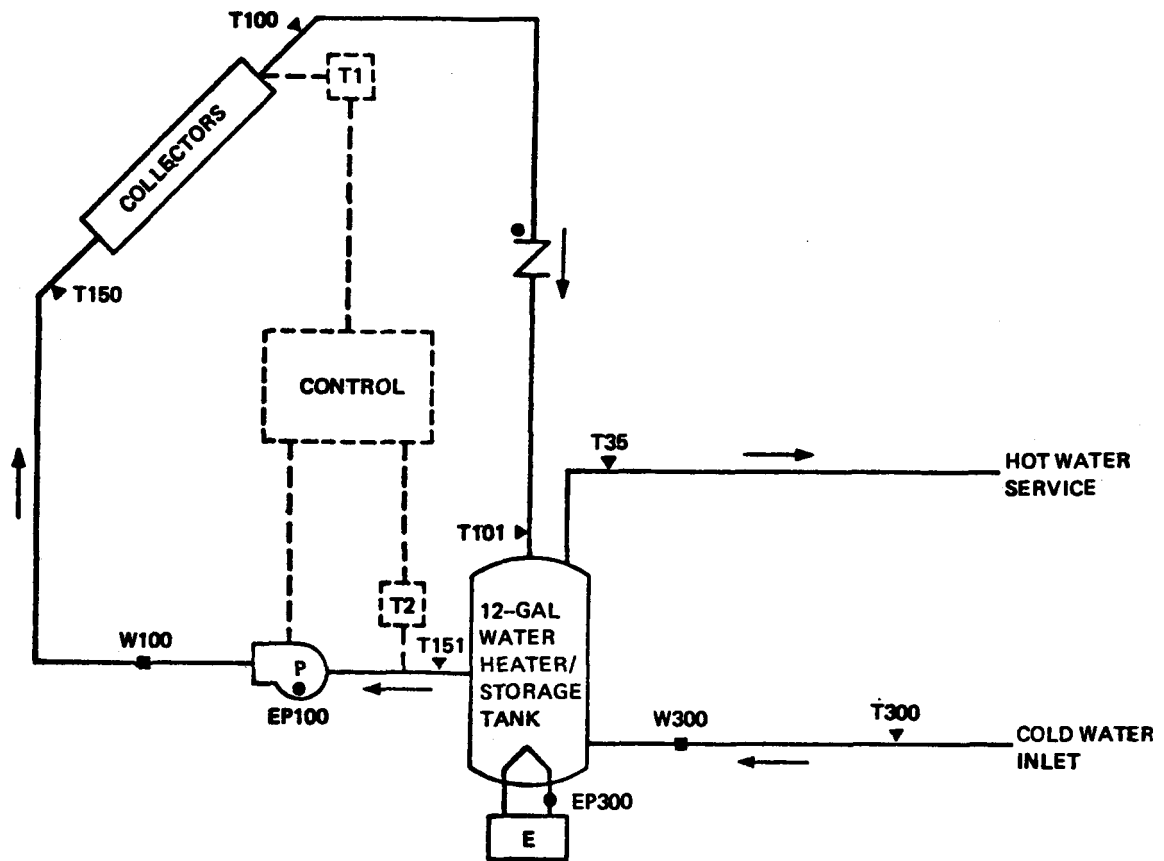 T100
T1
COLLECTORS
T150
CONTROL
T35
HOT WATER
SERVICE
T101
T2
12-GAL
WATER
HEATER/
STORAGE
TANK
W100
T151
P
EP100
W300
T300
COLD WATER
INLET
EP300
E